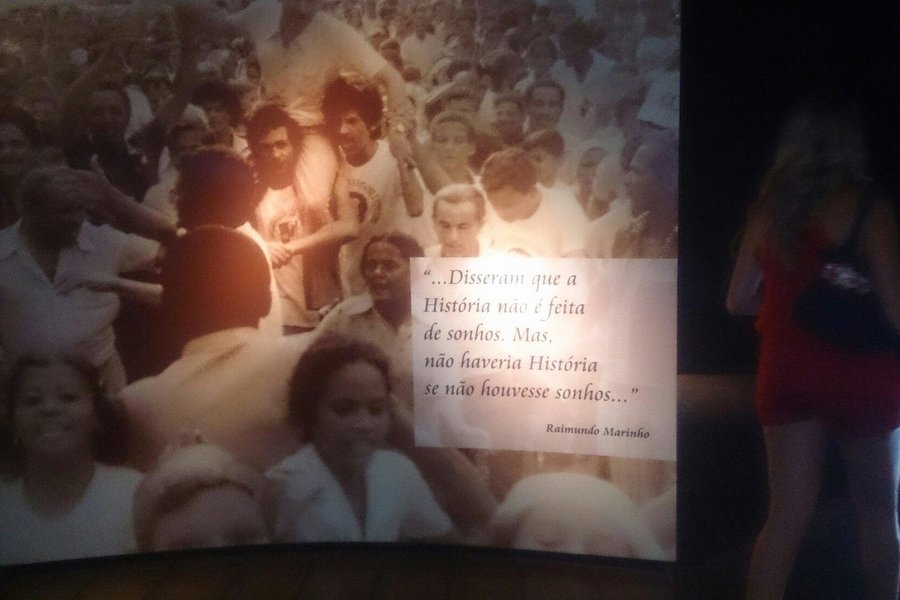 “...Disseram que a
História não é feita
de sonhos. Mas,
não haveria História
se não houvesse sonhos...”
Raimundo Marinho